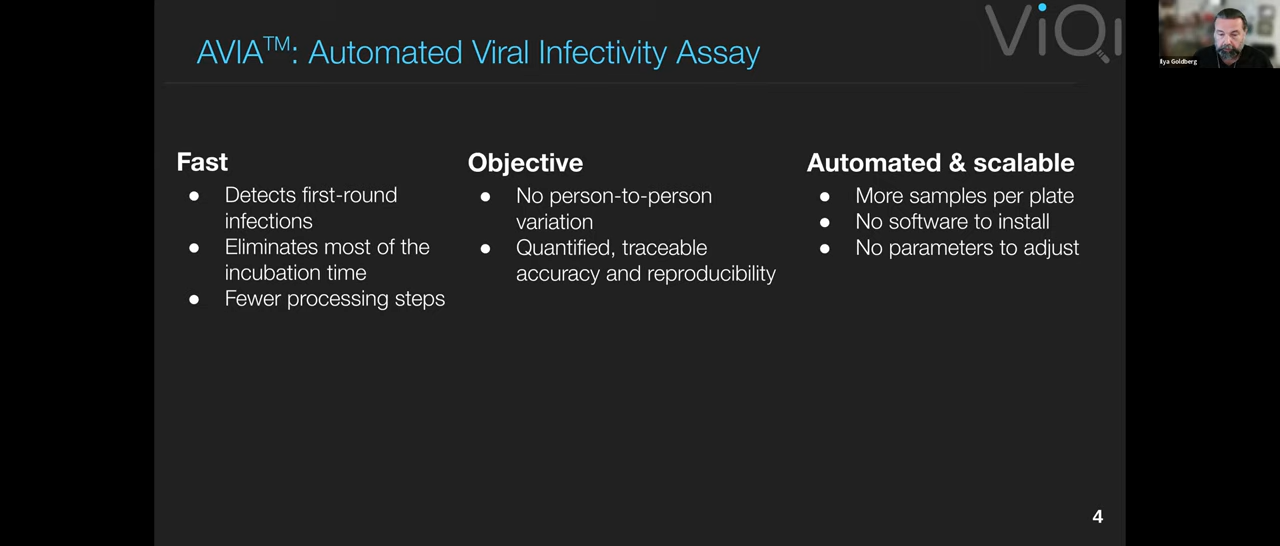 AVIA™: Automated Viral Infectivity Assay
ViQi
Ilya Goldberg
Fast
● Detects first-round
infections
● Eliminates most of the
incubation time
● Fewer processing steps
Objective
● No person-to-person
variation
● Quantified, traceable
accuracy and reproducibility
Automated & scalable
● More samples per plate
● No software to install
● No parameters to adjust
4